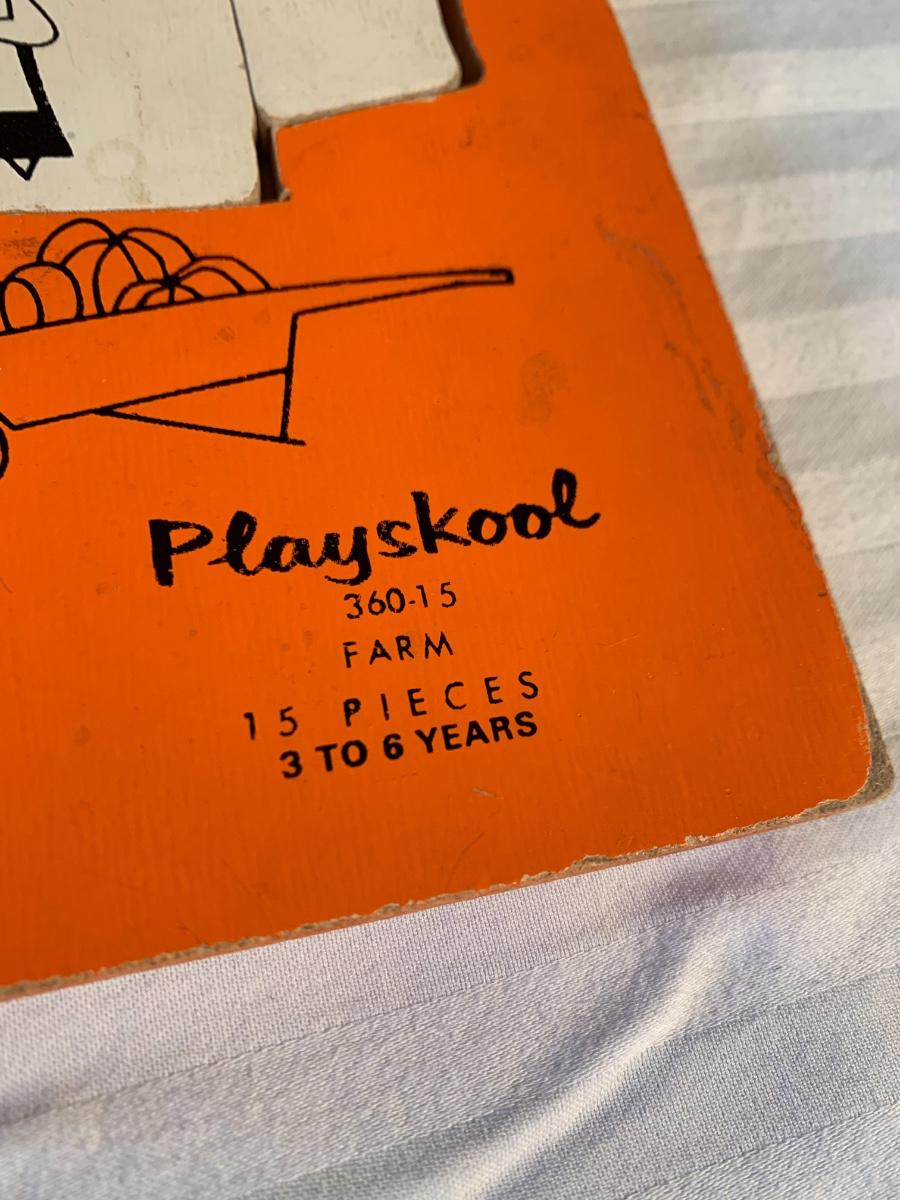 Playskool
360-15
FARM
15 PIECES
3 TO 6 YEARS